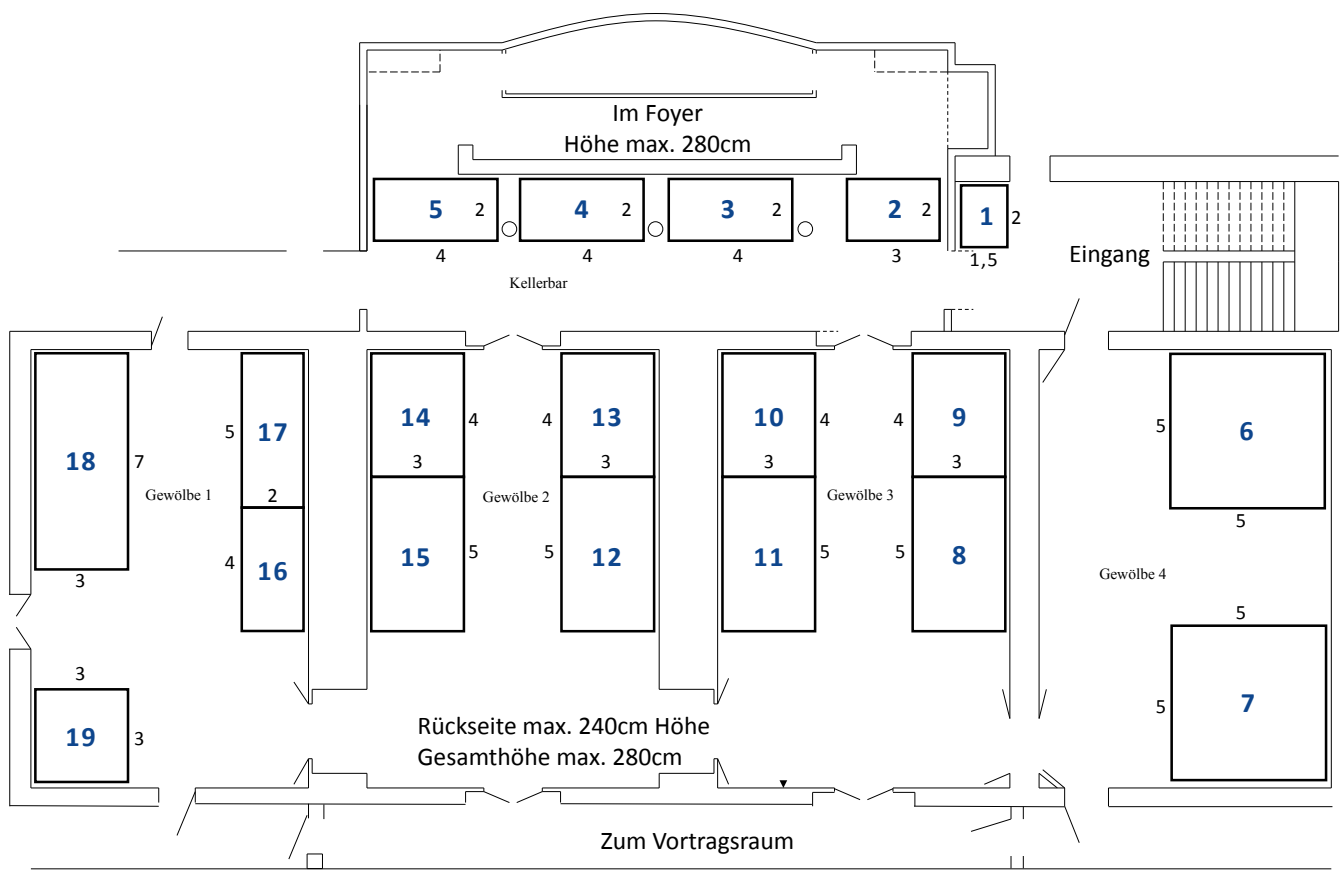 Im Foyer
Höhe max. 280cm
5 2 4 2 3 2 2 2 1 2
4 4 4 3 1,5
Eingang
Kellerbar
14 4 4 13 10 4 4 9
5 17 5 6
18 7 3 3 3 3
Gewölbe 1 2 Gewölbe 2 Gewölbe 3
5
15 5 5 12 11 5 5 8
4 16
3 Gewölbe 4
5
3
5 7
19 3
Rückseite max. 240cm Höhe
Gesamthöhe max. 280cm
Zum Vortragsraum